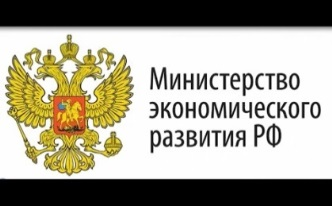 Министерство
экономического
развития РФ